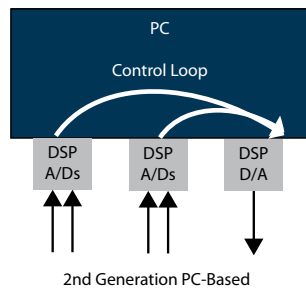 PC
Control Loop
DSP
A/Ds
DSP
A/Ds
DSP
D/A
2nd Generation PC-Based